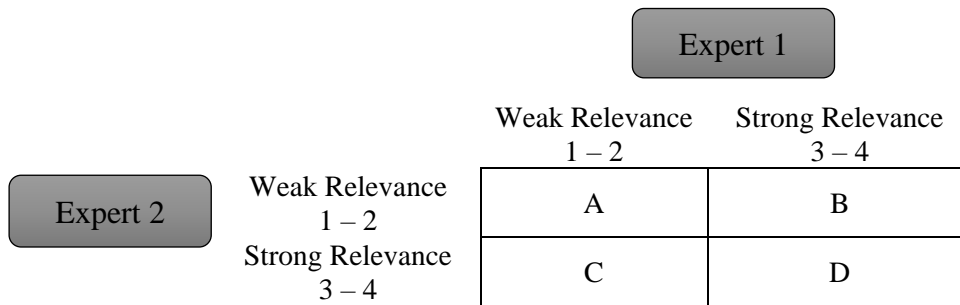 Expert 1
Weak Relevance Strong Relevance
1 – 2 3 – 4
Expert 2
Weak Relevance
1 – 2
A B
Strong Relevance
3 – 4
C D